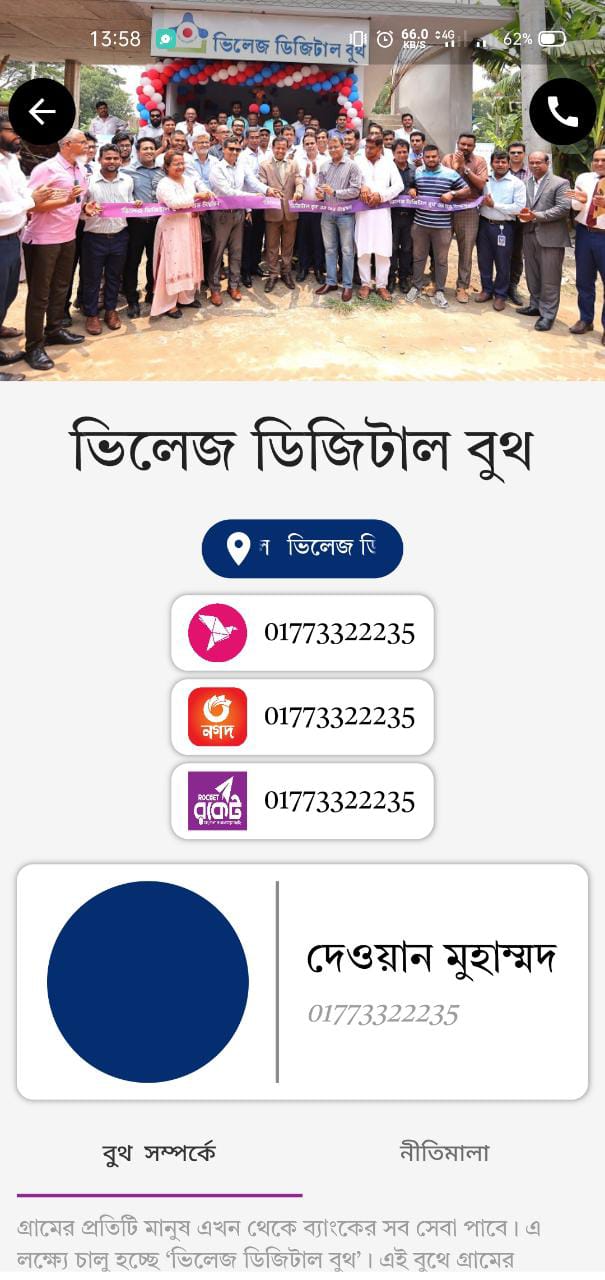 13:58
66.0
KB/S
4G
62%
ভিলেজ ডিজিটাল বুথ
ভিলেজ ডিজিটাল বুথ
ল ভিলেজ ডি
01773322235
নগদ
01773322235
ROCKET
রকেট
01773322235
দেওয়ান মুহাম্মদ
01773322235
বুথ সম্পর্কে
নীতিমালা
গ্রামের প্রতিটি মানুষ এখন থেকে ব্যাংকের সব সেবা পাবে। এ
লক্ষ্যে চালু হচ্ছে ‘ভিলেজ ডিজিটাল বুথ’। এই বুথে গ্রামের